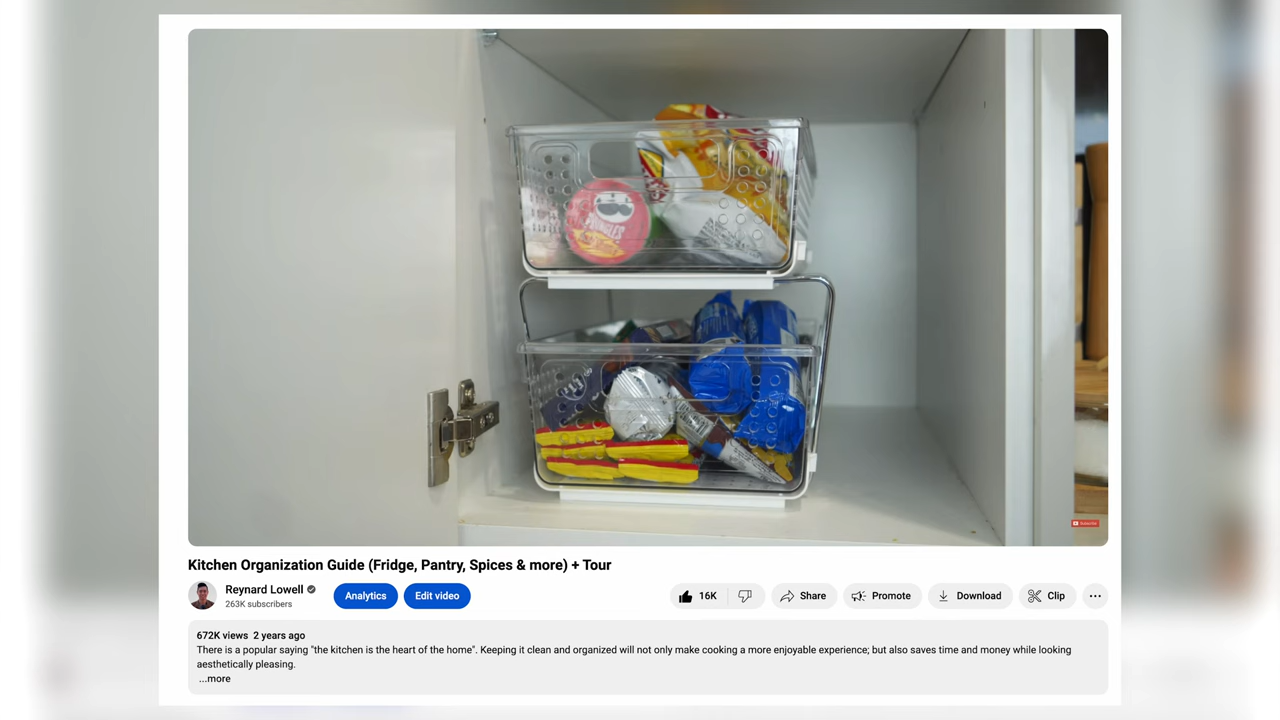 PRINGLES
Subscribe
Kitchen Organization Guide (Fridge, Pantry, Spices & more) + Tour
Reynard Lowell
263K subscribers
Analytics
Edit video
16K
Share
Promote
Download
Clip
672K views 2 years ago
There is a popular saying "the kitchen is the heart of the home". Keeping it clean and organized will not only make cooking a more enjoyable experience; but also saves time and money while looking
aesthetically pleasing.
...more